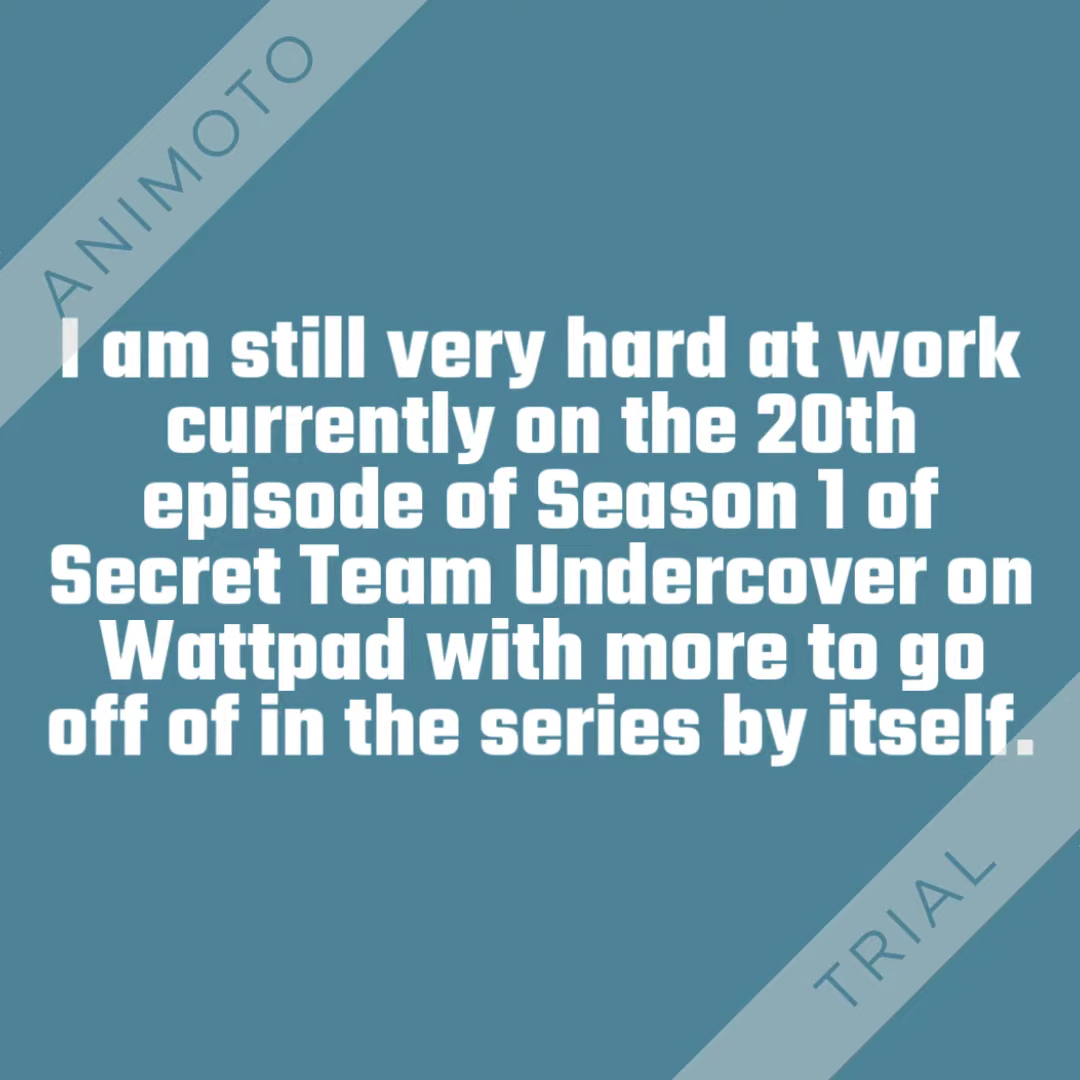 ANIMOTO
I am still very hard at work
currently on the 20th
episode of Season 1 of
Secret Team Undercover on
Wattpad with more to go
off of in the series by itself.
TRIAL